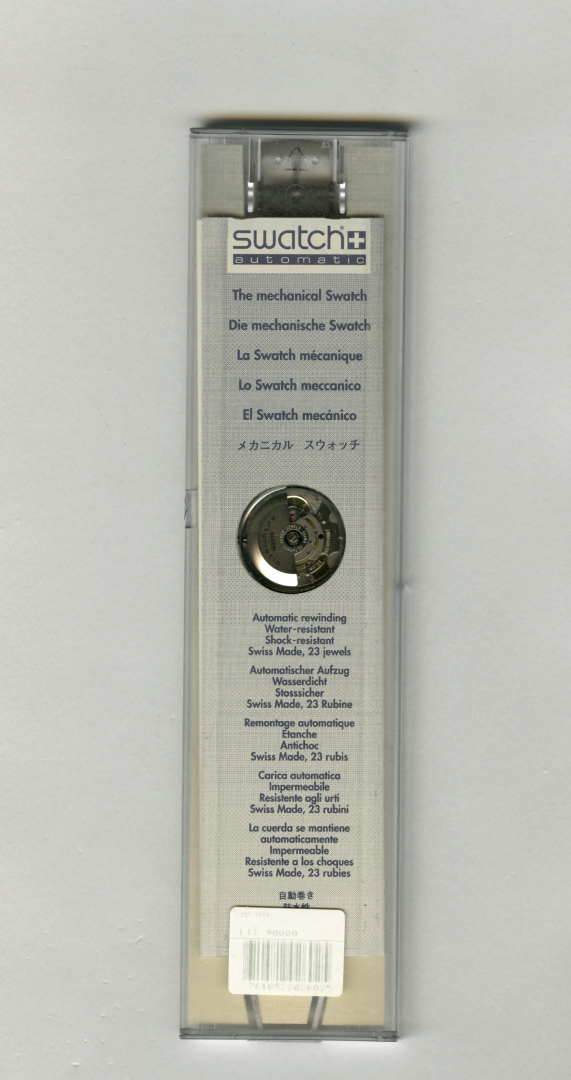 swatch
automatic
The mechanical Swatch
Die mechanische Swatch
La Swatch mécanique
Lo Swatch meccanico
El Swatch mecánico
メカニカル スウォッチ
Automatic rewinding
Water-resistant
Shock-resistant
Swiss Made, 23 jewels
Automatischer Aufzug
Wasserdicht
Stosssicher
Swiss Made, 23 Rubine
Remontage automatique
Etanche
Antichoc
Swiss Made, 23 rubis
Carica automatica
Impermeabile
Resistente agli urti
Swiss Made, 23 rubini
La cuerda se mantiene
automaticamente
Impermeable
Resistente a los choques
Swiss Made, 23 rubies
自動巻き
LIT 90000
7610522026025